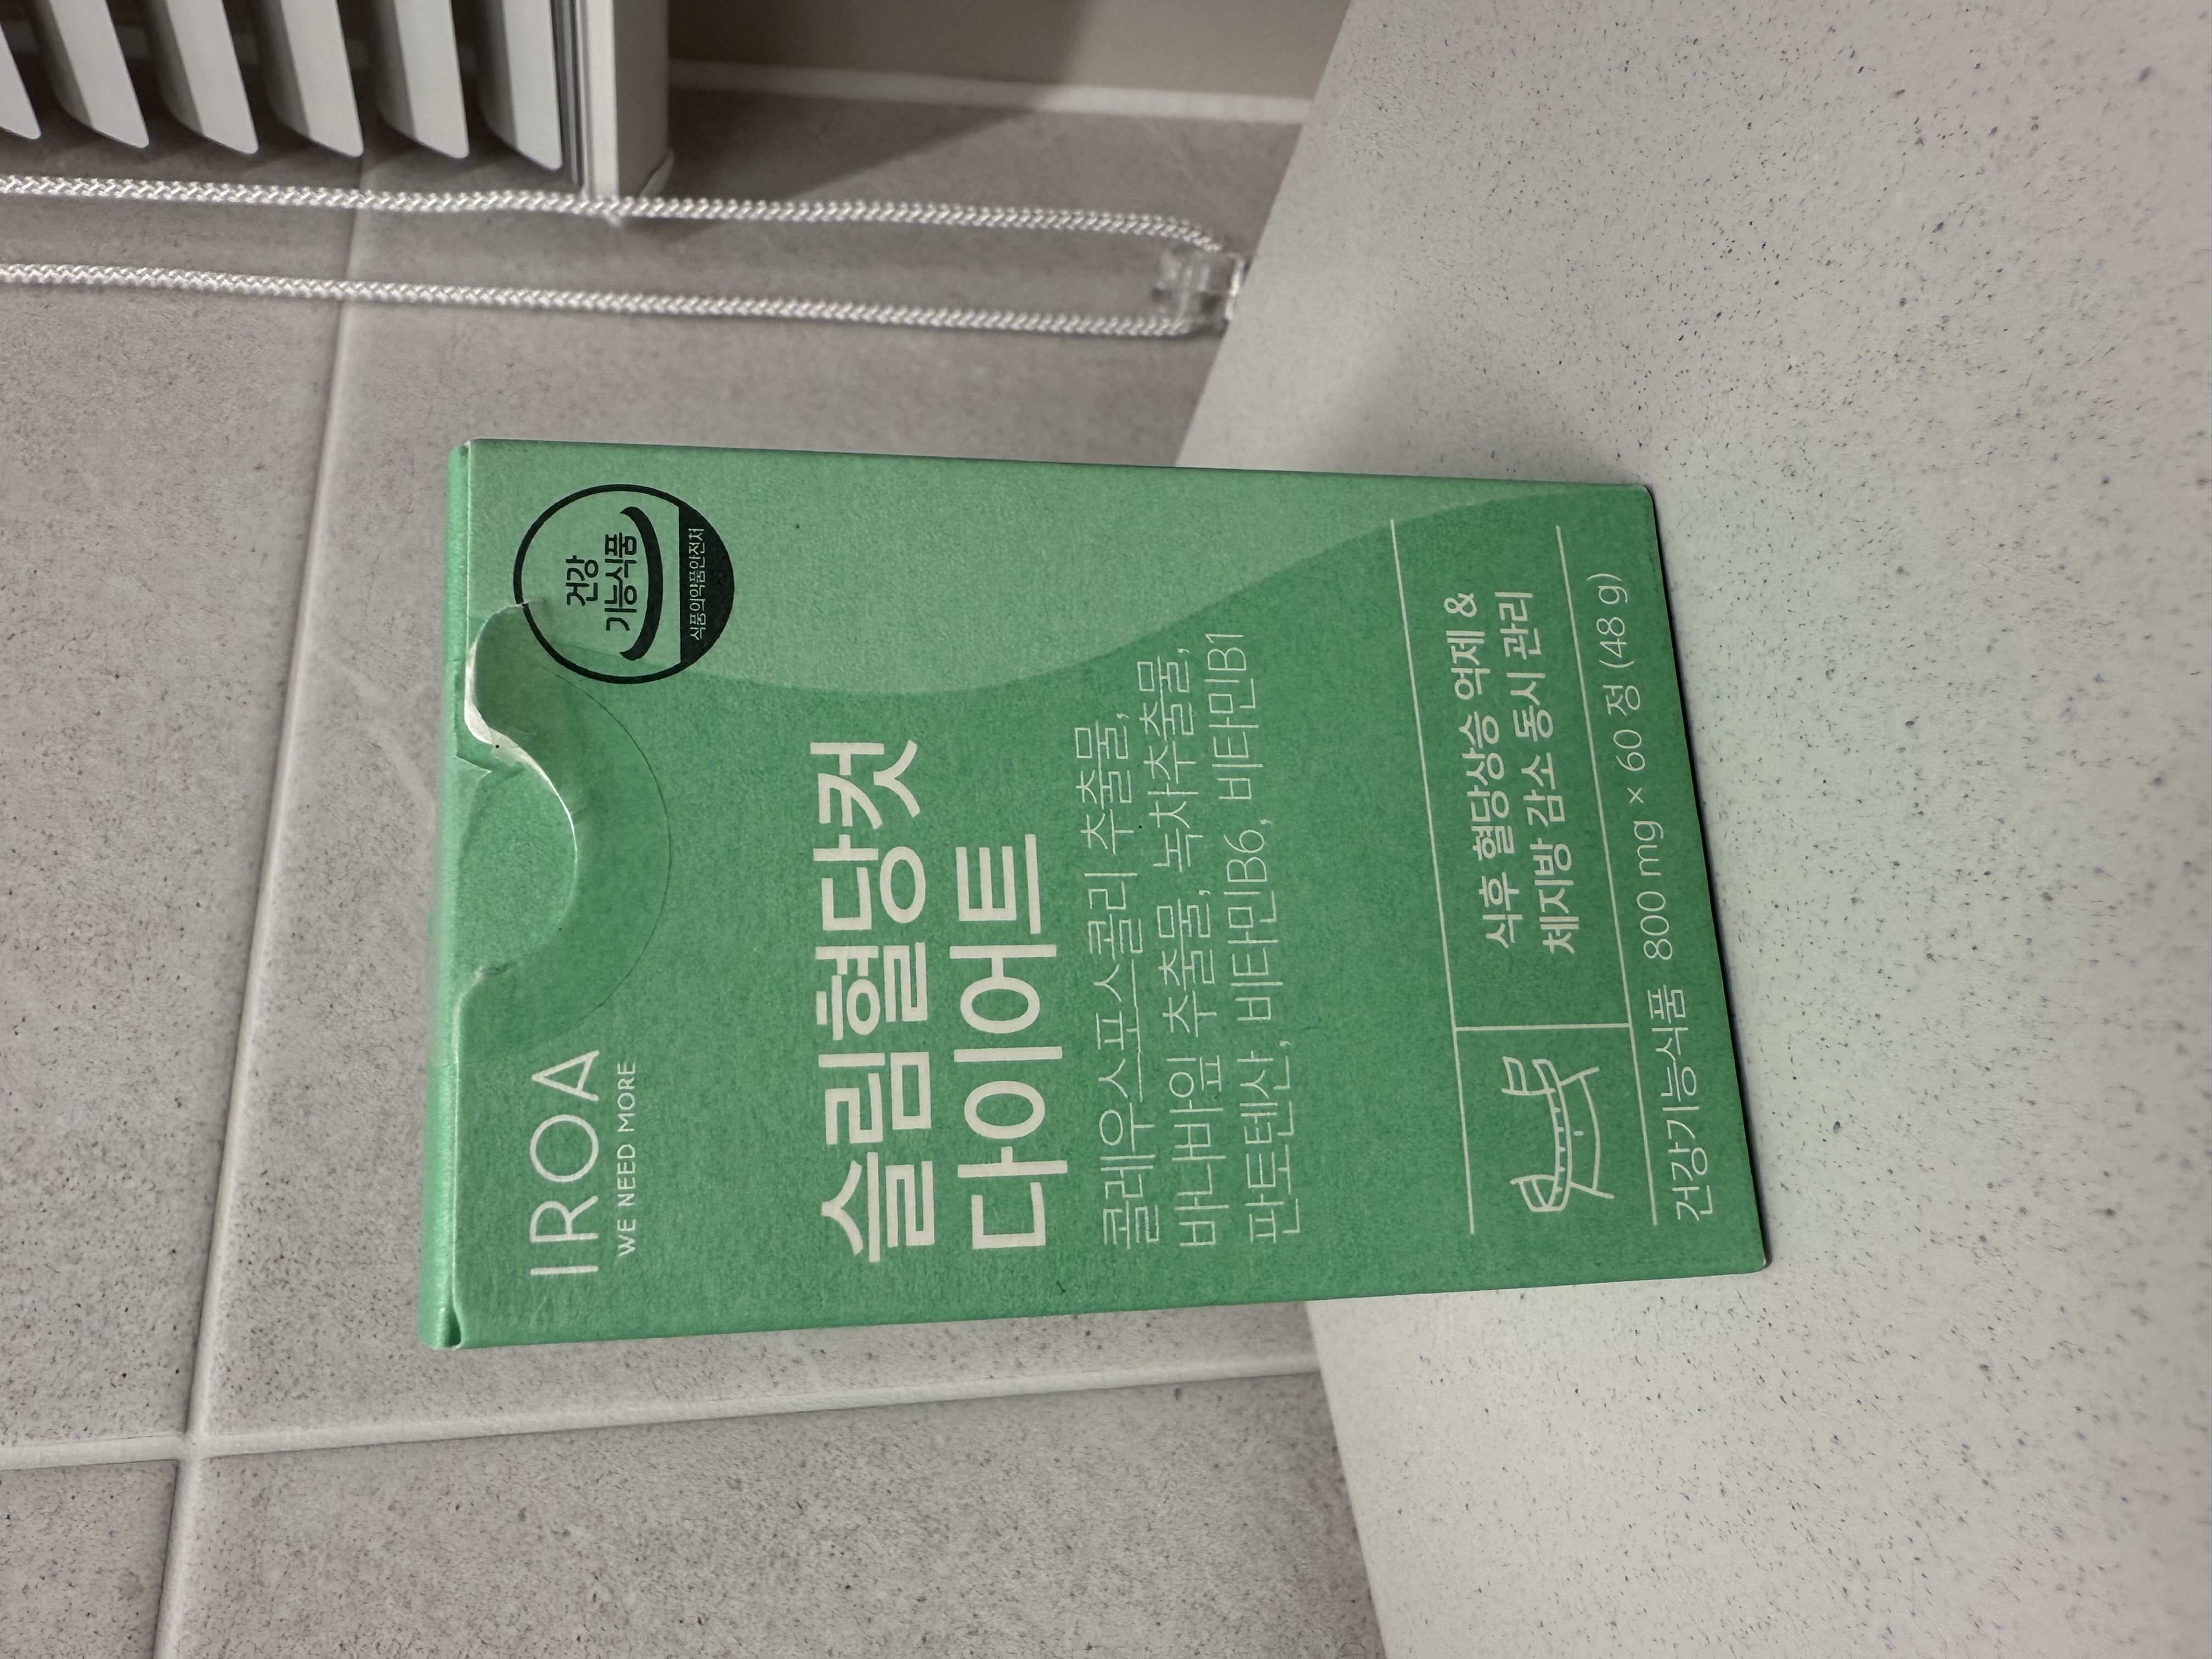 IROA
WE NEED MORE
건강
기능식품
식품의약품안전처
슬림혈당컷
다이어트
콜레우스포스콜리 추출물,
바나바잎 추출물, 녹차추출물,
판토텐산, 비타민B6, 비타민B1
식후 혈당상승 억제 &
체지방 감소 동시 관리
건강기능식품 800 mg × 60 정 (48 g)